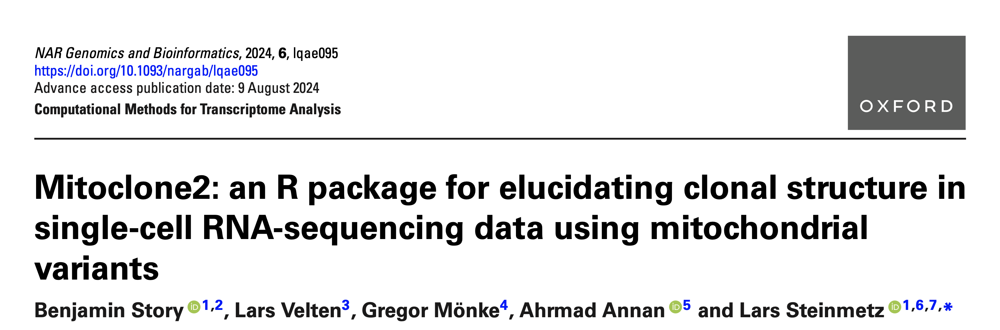 NAR Genomics and Bioinformatics, 2024, 6, lqae095
https://doi.org/10.1093/nargab/lqae095
Advance access publication date: 9 August 2024
Computational Methods for Transcriptome Analysis
OXFORD
Mitoclone2: an R package for elucidating clonal structure in
single-cell RNA-sequencing data using mitochondrial
variants
Benjamin Story iD 1,2, Lars Velten3, Gregor Mönke4, Ahrmad Annan iD 5 and Lars Steinmetz iD 1,6,7,*